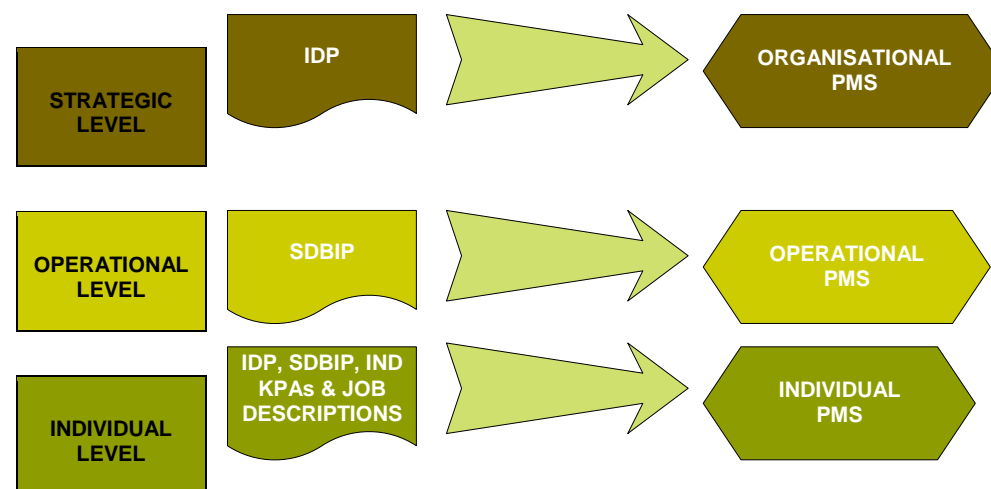 STRATEGIC
LEVEL
IDP
ORGANISATIONAL
PMS
OPERATIONAL
LEVEL
SDBIP
OPERATIONAL
PMS
INDIVIDUAL
LEVEL
IDP, SDBIP, IND
KPAs & JOB
DESCRIPTIONS
INDIVIDUAL
PMS